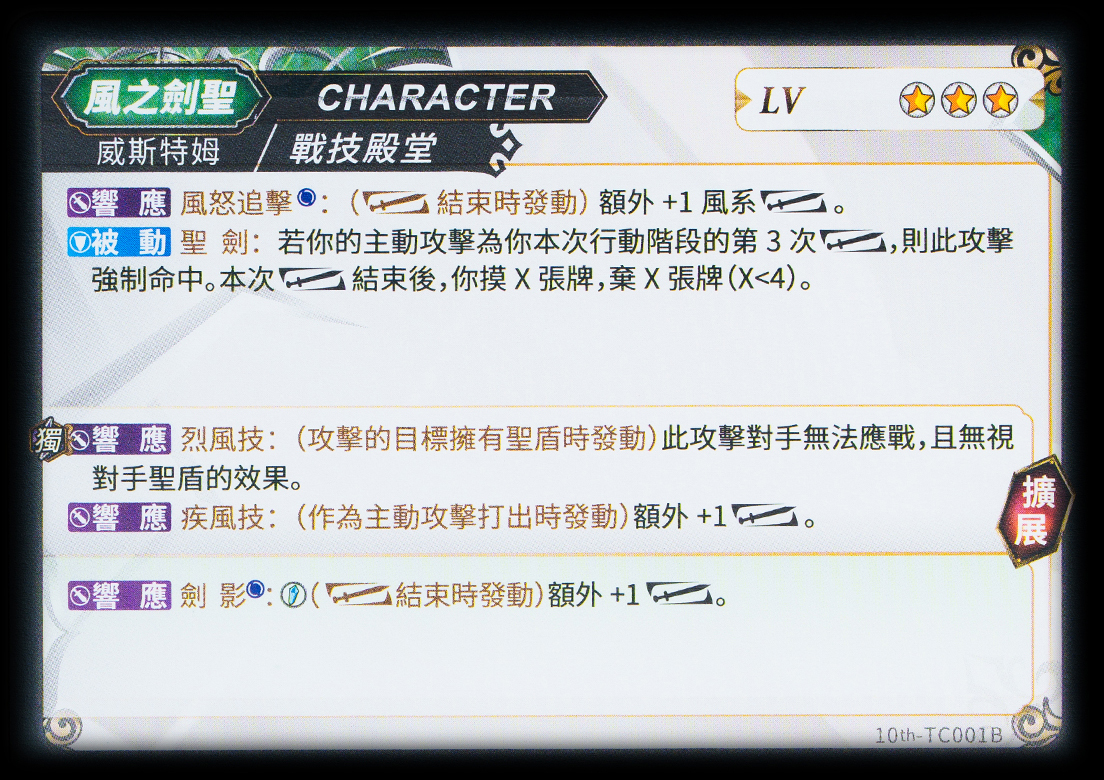 風之劍聖 CHARACTER LV
威斯特姆 / 戰技殿堂
響應 風怒追擊：（結束時發動）額外 +1 風系。
被動 聖劍：若你的主動攻擊為你本次行動階段的第 3 次，則此攻擊
強制命中。本次結束後，你摸 X 張牌，棄 X 張牌（X<4）。
獨 響應 烈風技：（攻擊的目標擁有聖盾時發動）此攻擊對手無法應戰，且無視
對手聖盾的效果。
擴展
響應 疾風技：（作為主動攻擊打出時發動）額外 +1。
響應 劍影：（結束時發動）額外 +1。
10th-TC001B